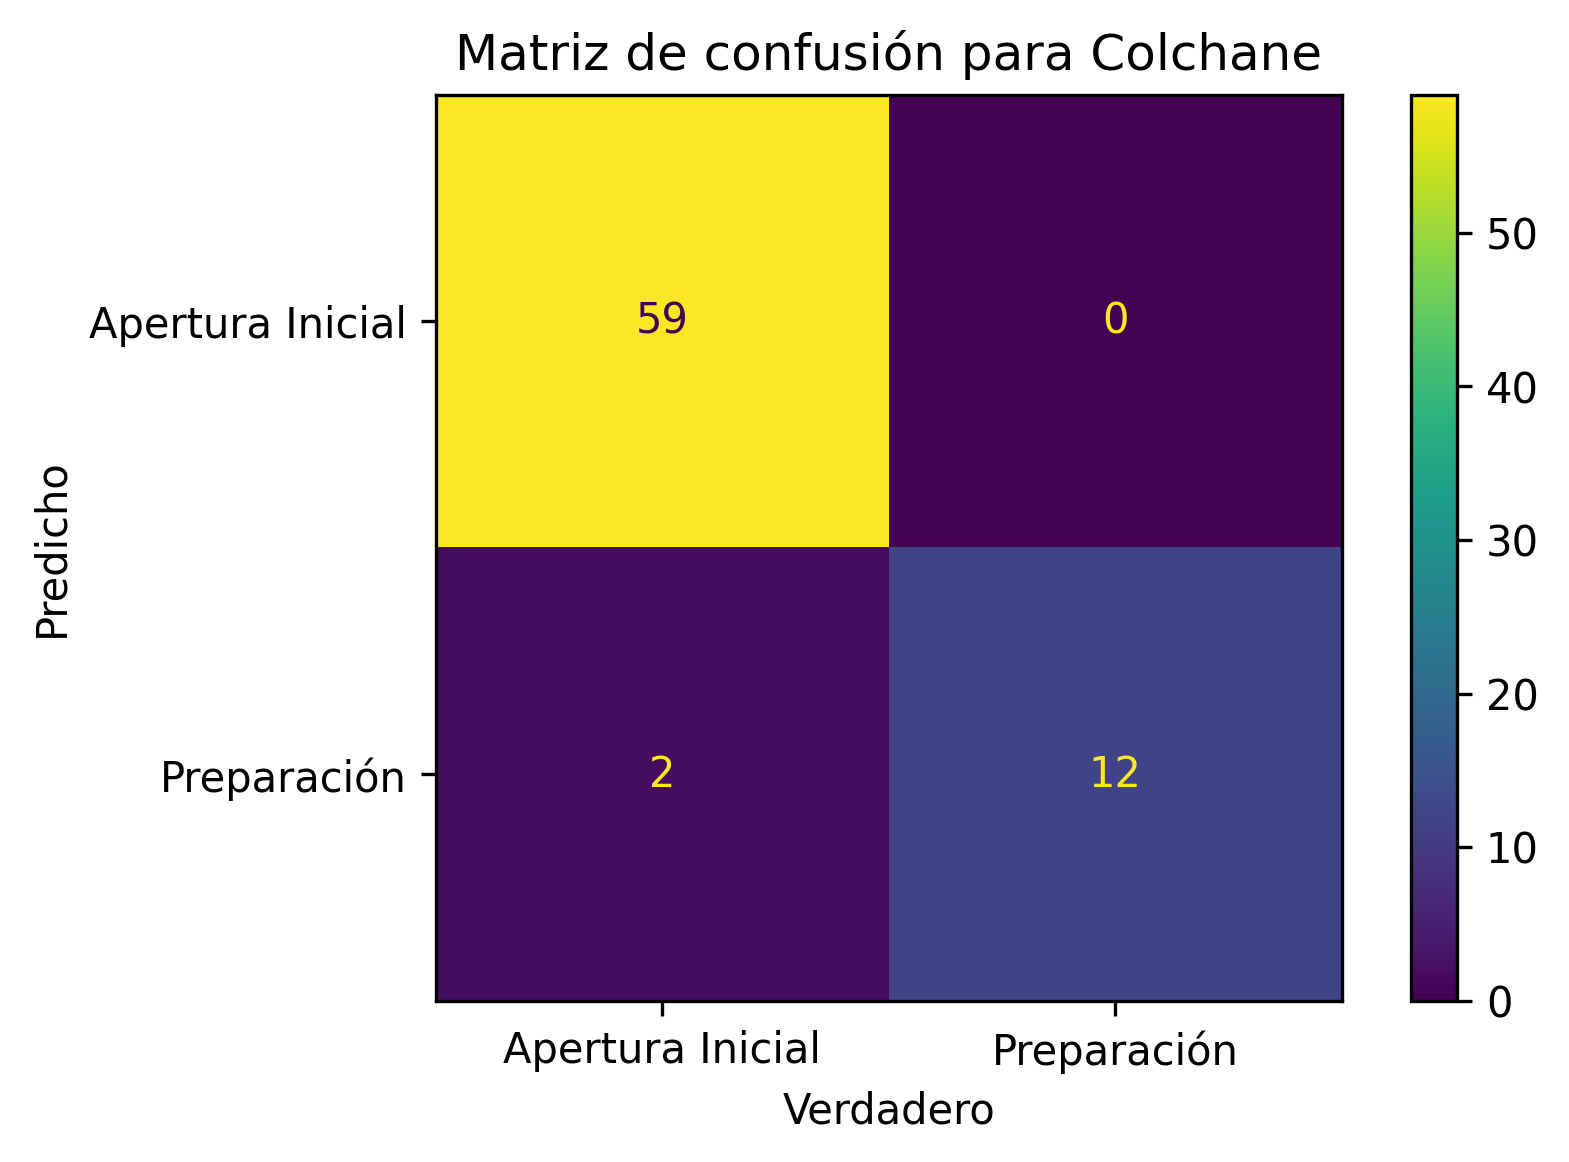 Matriz de confusión para Colchane
Apertura Inicial
59
0
Preparación
2
12
Predicho
Apertura Inicial
Preparación
Verdadero
50
40
30
20
10
0